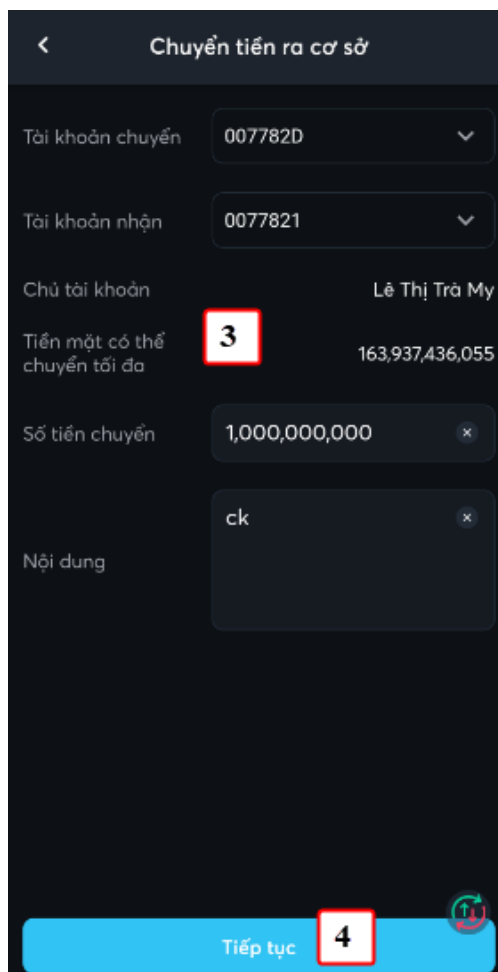 Chuyển tiền ra cơ sở
Tài khoản chuyển
007782D
Tài khoản nhận
0077821
Chủ tài khoản
Lê Thị Trà My
Tiền mặt có thể
chuyển tối đa
3
163,937,436,055
Số tiền chuyển
1,000,000,000
Nội dung
ck
Tiếp tục
4